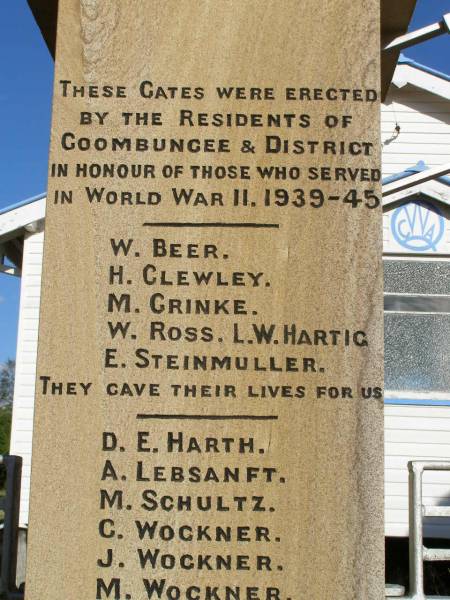 THESE GATES WERE ERECTED
BY THE RESIDENTS OF
GOOMBUNGEE & DISTRICT
IN HONOUR OF THOSE WHO SERVED
IN WORLD WAR II. 1939-45
W. BEER.
H. CLEWLEY.
M. GRINKE.
W. ROSS. L.W. HARTIG
E. STEINMULLER.
THEY GAVE THEIR LIVES FOR US
D. E. HARTH.
A. LEBSANFT.
M. SCHULTZ.
C. WOCKNER.
J. WOCKNER.
M. WOCKNER.
QCWA